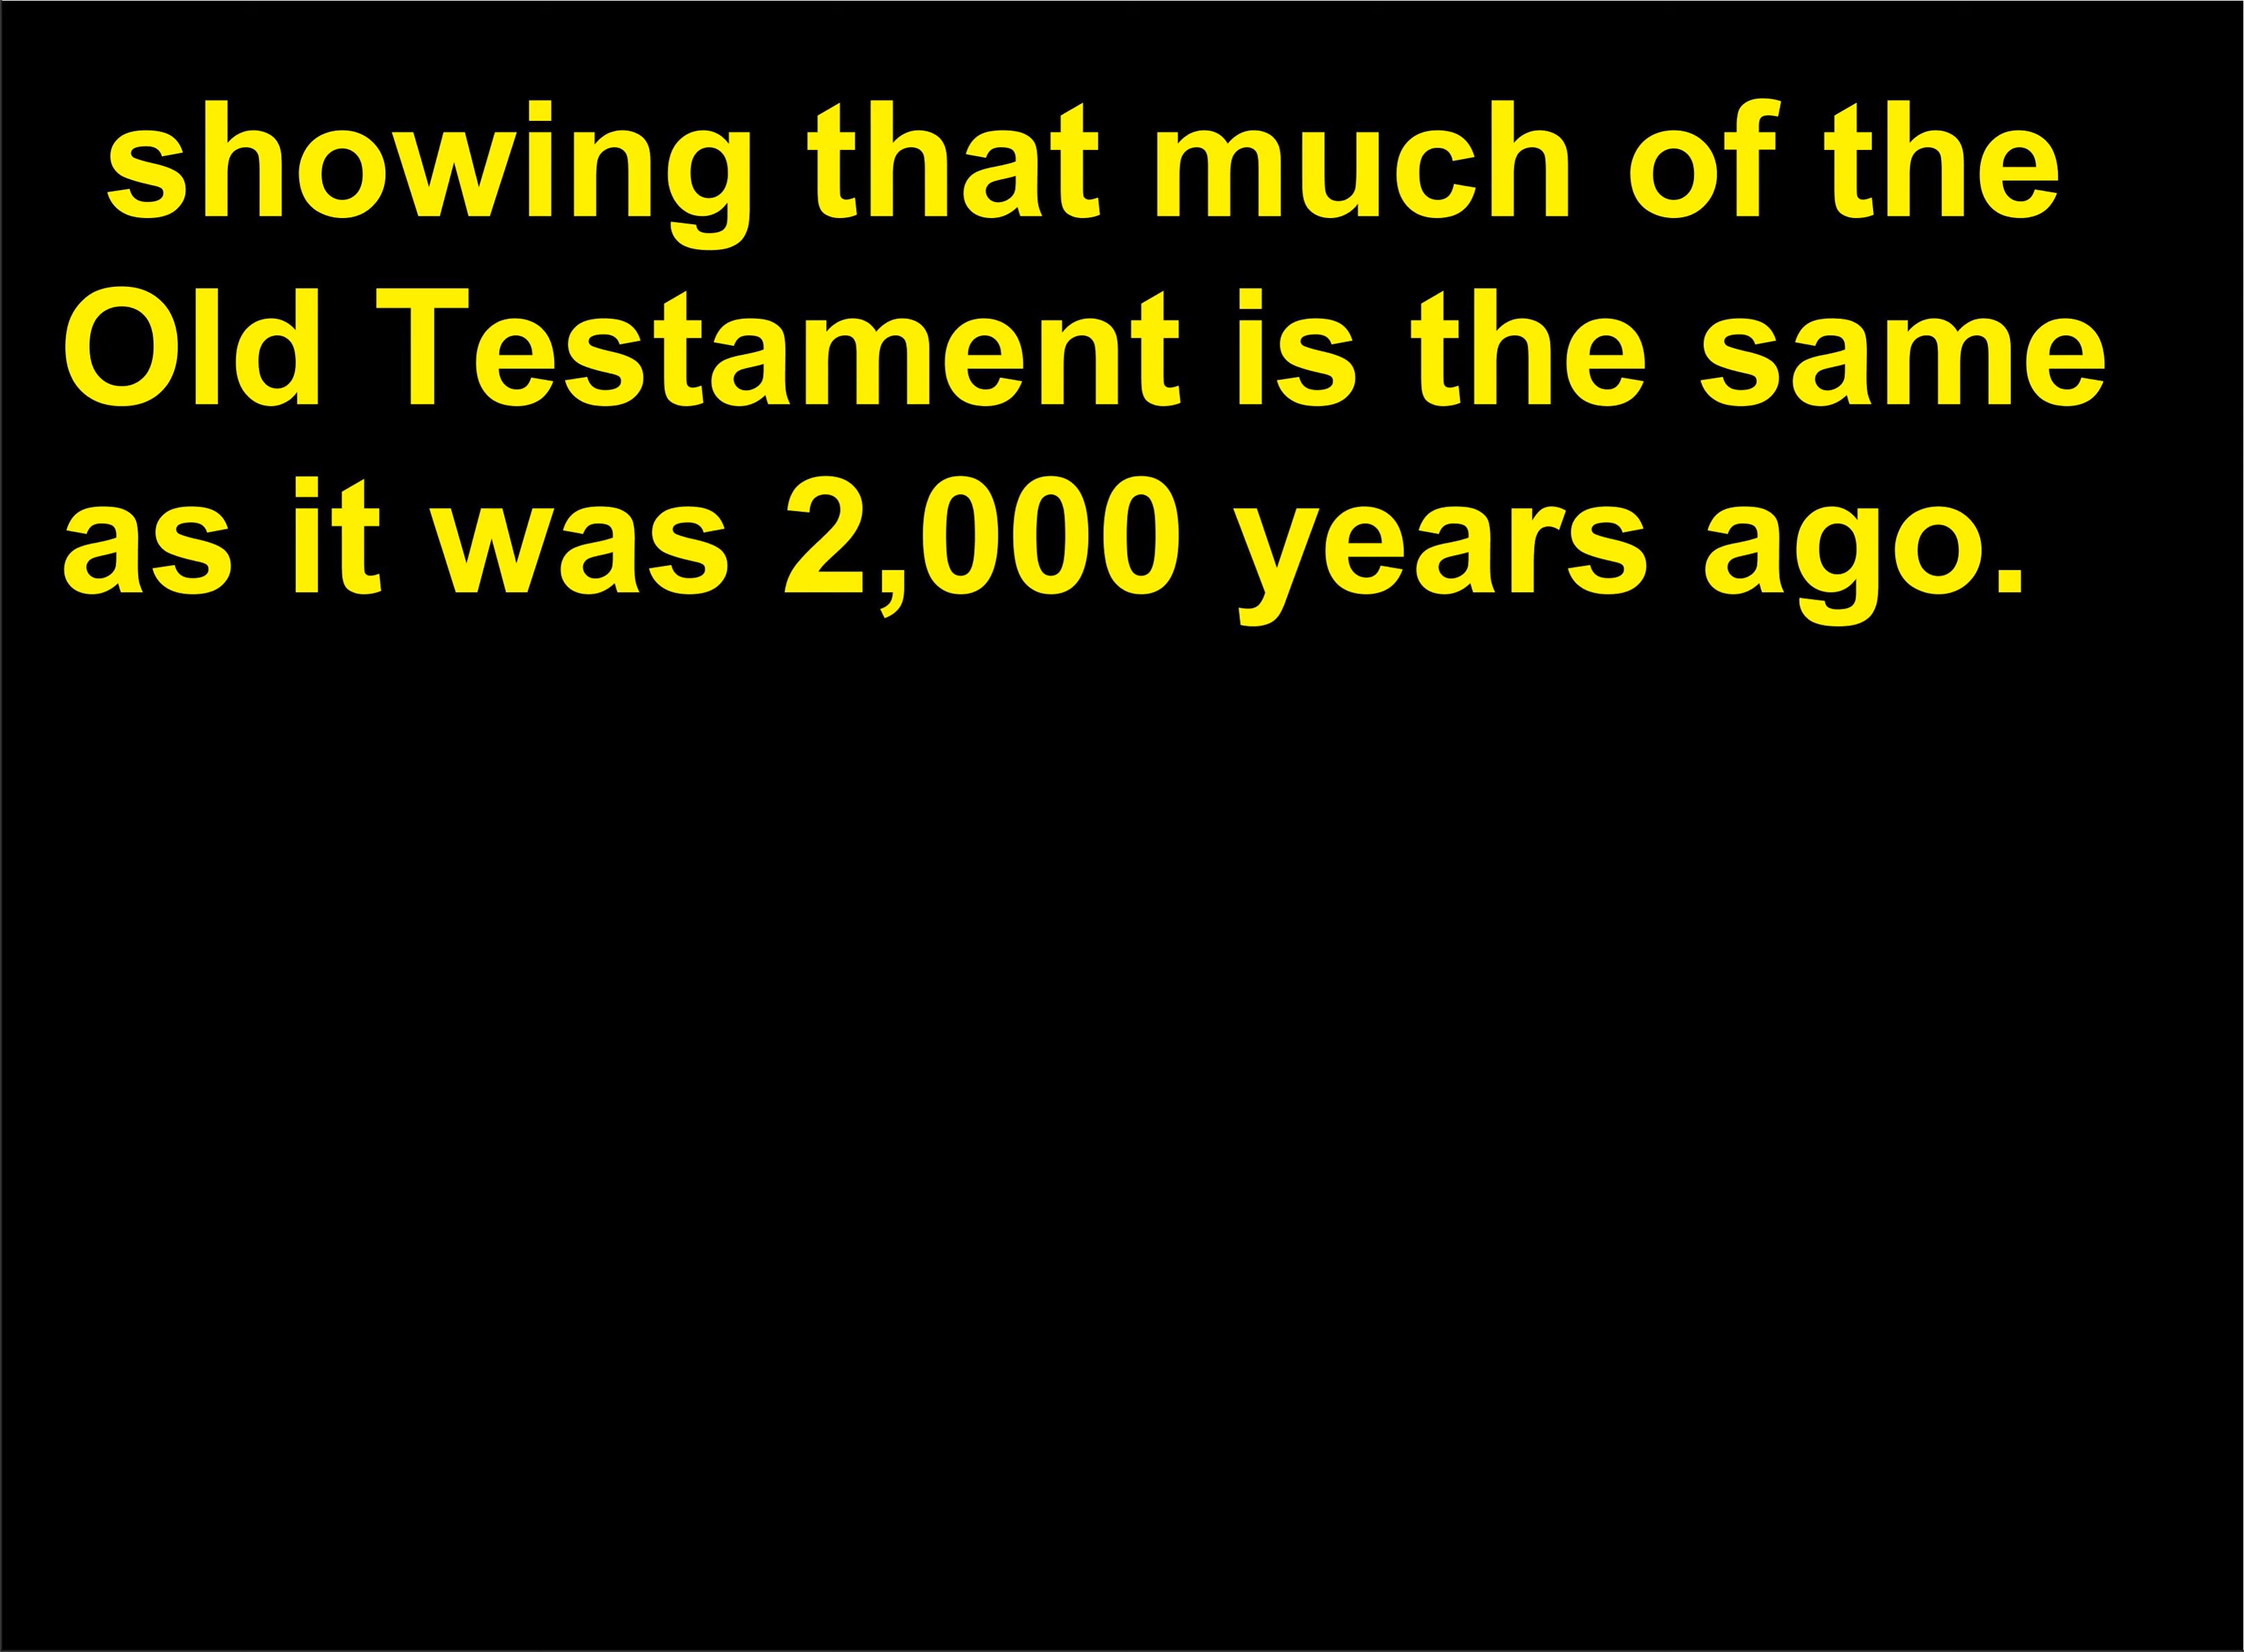 showing that much of the
Old Testament is the same
as it was 2,000 years ago.